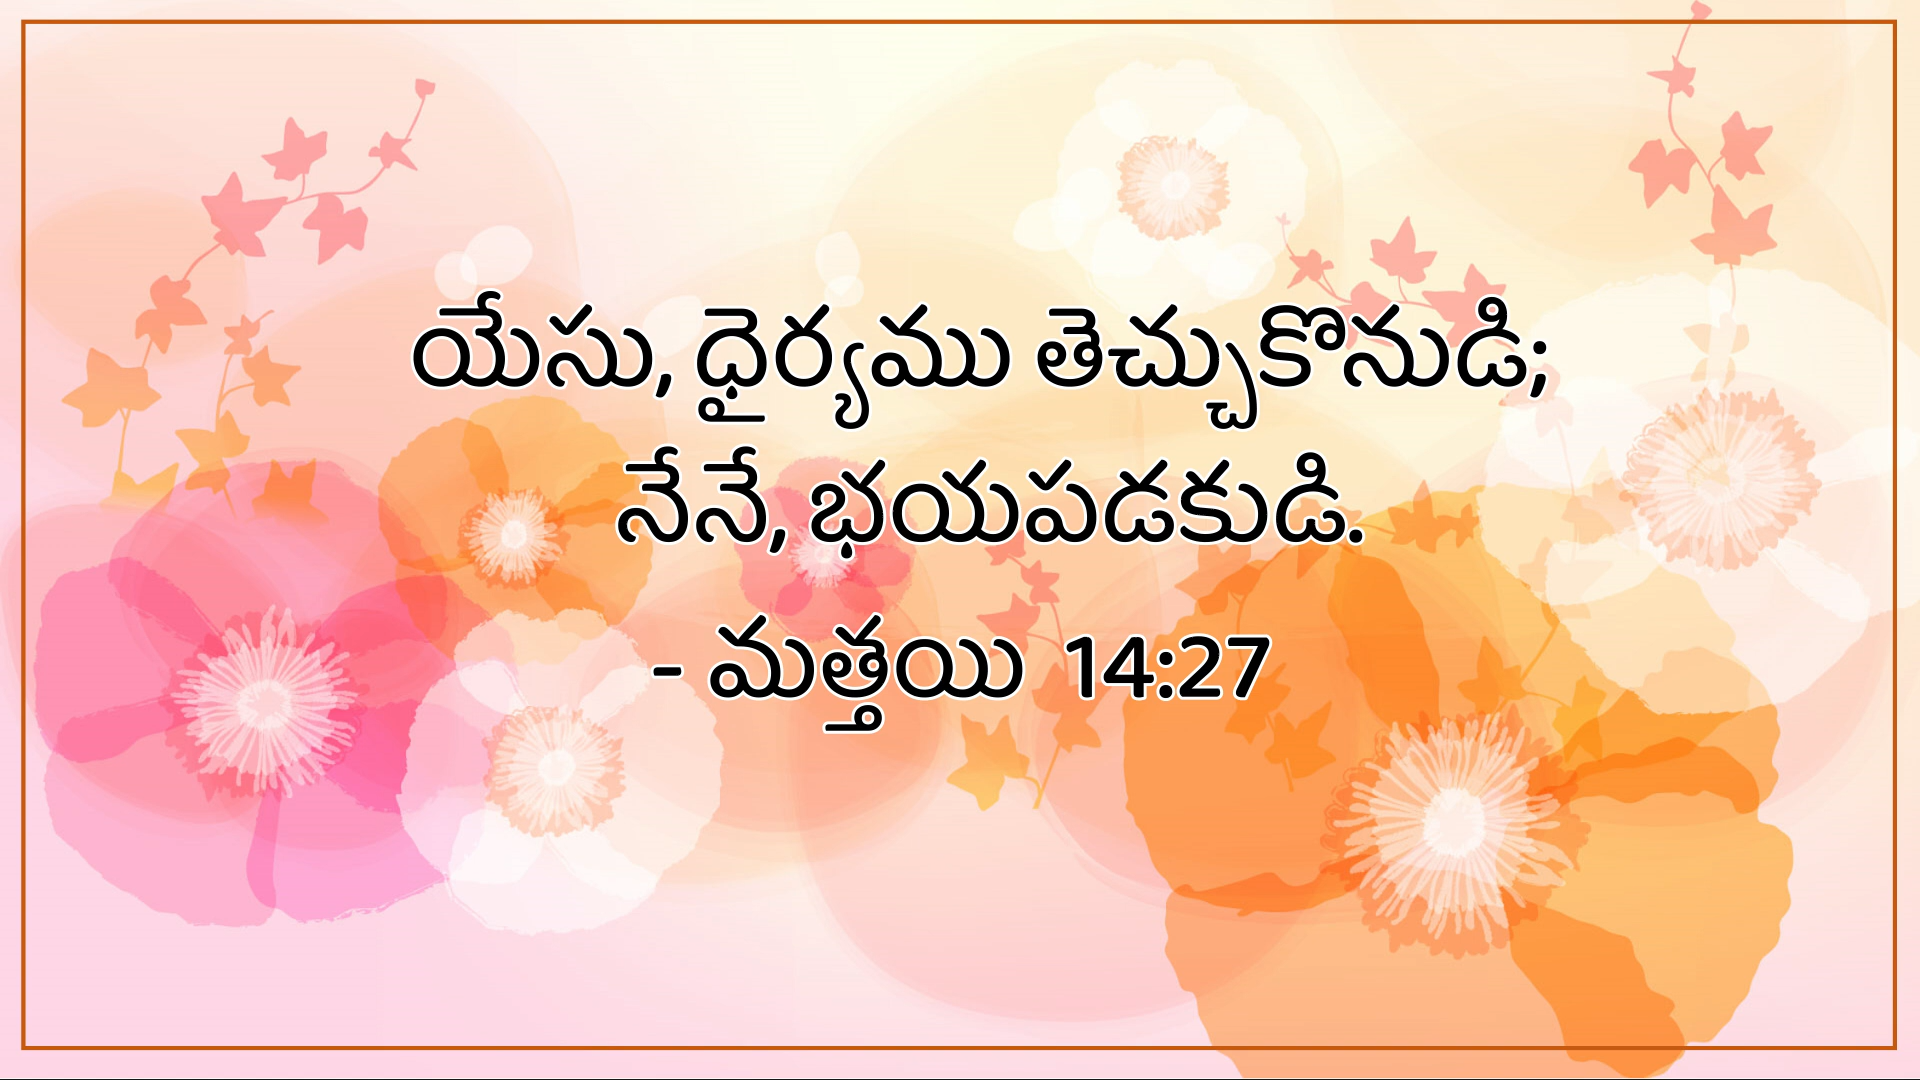 యేసు, ధైర్యము తెచ్చుకొనుడి;
నేనే, భయపడకుడి.
- మత్తయి 14:27